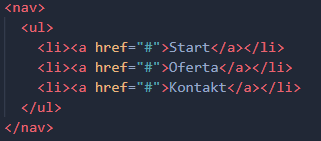 <nav>
<ul>
<li><a href="#">Start</a></li>
<li><a href="#">Oferta</a></li>
<li><a href="#">Kontakt</a></li>
</ul>
</nav>